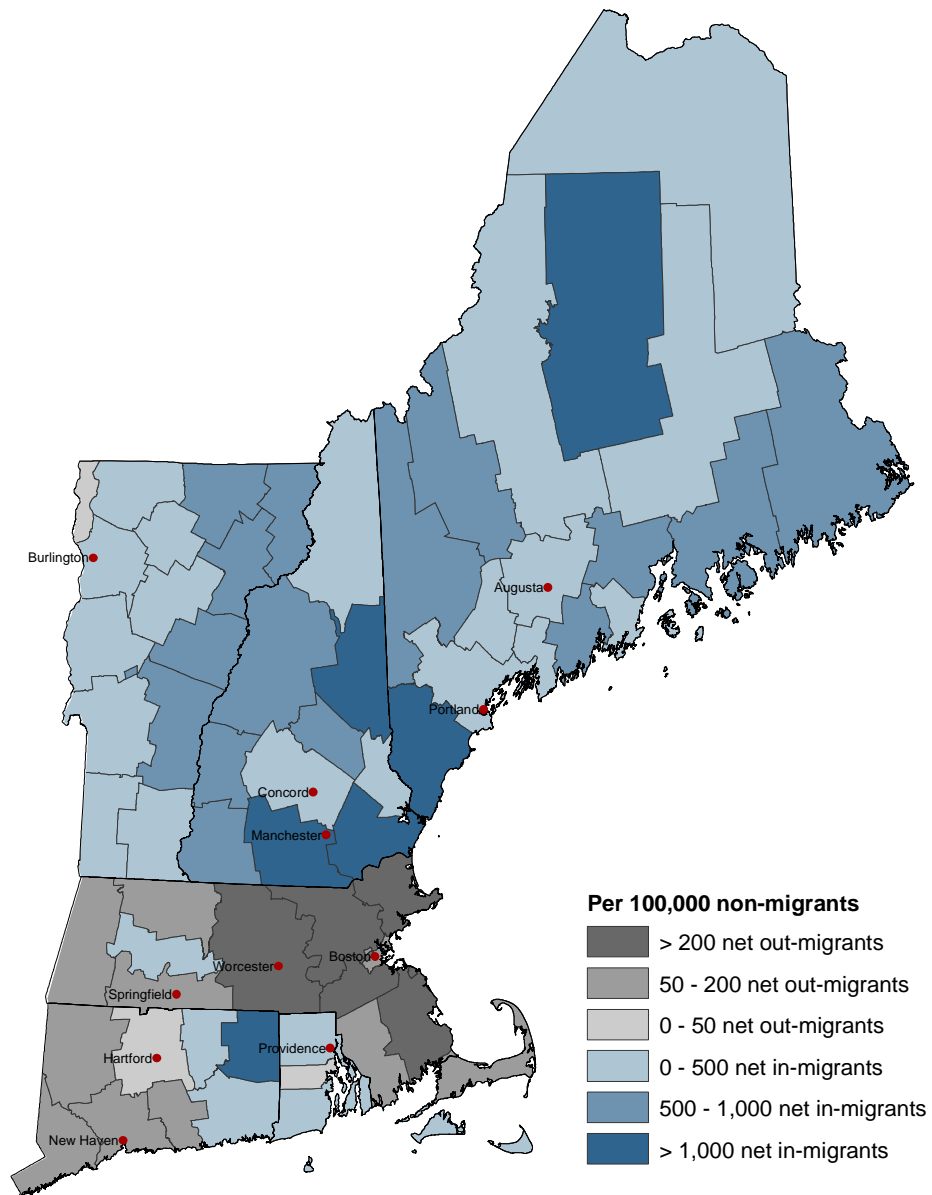 Burlington
Augusta
Portland
Concord
Manchester
Boston
Worcester
Springfield
Providence
Hartford
New Haven
Per 100,000 non-migrants
> 200 net out-migrants
50 - 200 net out-migrants
0 - 50 net out-migrants
0 - 500 net in-migrants
500 - 1,000 net in-migrants
> 1,000 net in-migrants